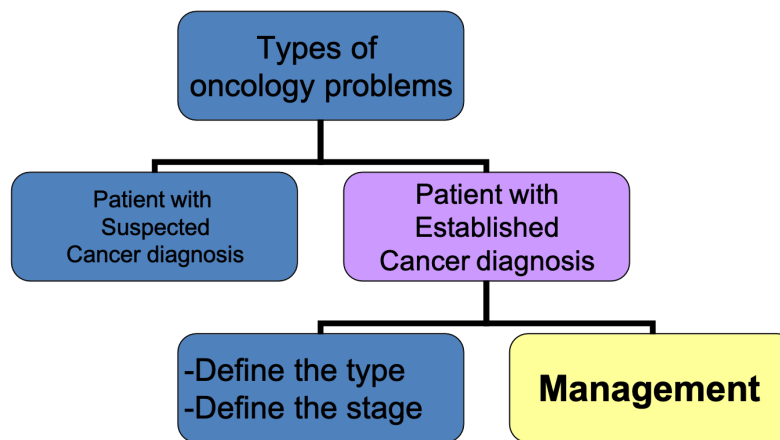 Types of
oncology problems
Patient with
Suspected
Cancer diagnosis
Patient with
Established
Cancer diagnosis
-Define the type
-Define the stage
Management